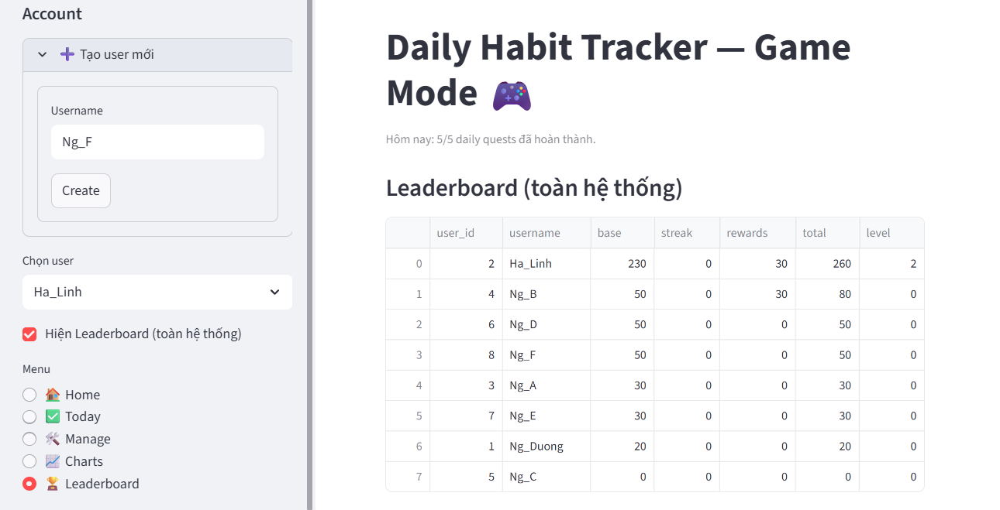 Account
Tạo user mới
Username
Ng_F
Create
Chọn user
Ha_Linh
Hiện Leaderboard (toàn hệ thống)
Menu
Home
Today
Manage
Charts
Leaderboard
Daily Habit Tracker — Game
Mode
Hôm nay: 5/5 daily quests đã hoàn thành.
Leaderboard (toàn hệ thống)
user_id username base streak rewards total level
0 2 Ha_Linh 230 0 30 260 2
1 4 Ng_B 50 0 30 80 0
2 6 Ng_D 50 0 0 50 0
3 8 Ng_F 50 0 0 50 0
4 3 Ng_A 30 0 0 30 0
5 7 Ng_E 30 0 0 30 0
6 1 Ng_Duong 20 0 0 20 0
7 5 Ng_C 0 0 0 0 0